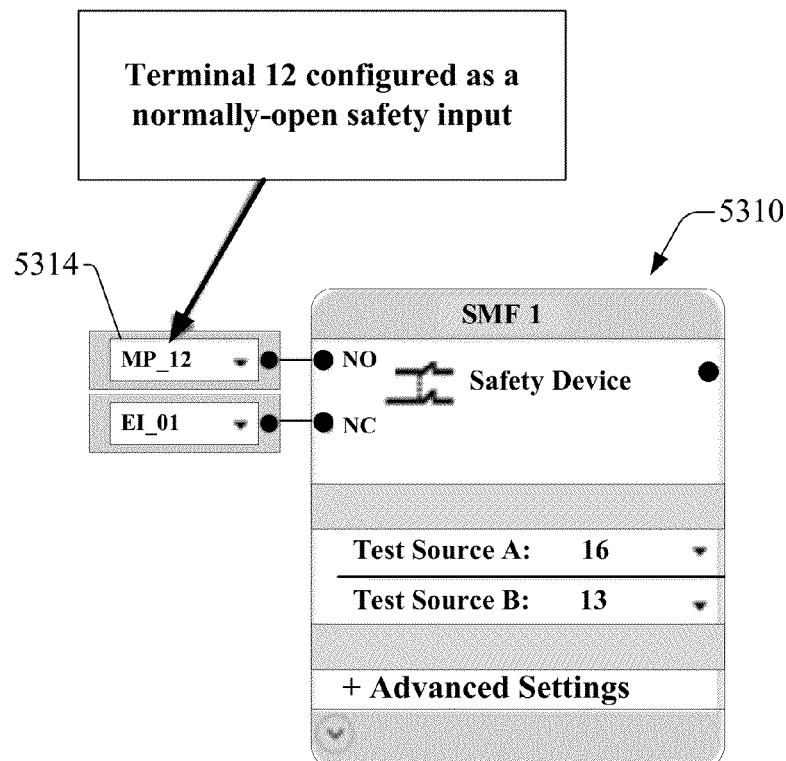 Terminal 12 configured as a
normally-open safety input
5310
5314
SMF 1
MP_12
NO
Safety Device
EI_01
NC
Test Source A: 16
Test Source B: 13
+ Advanced Settings